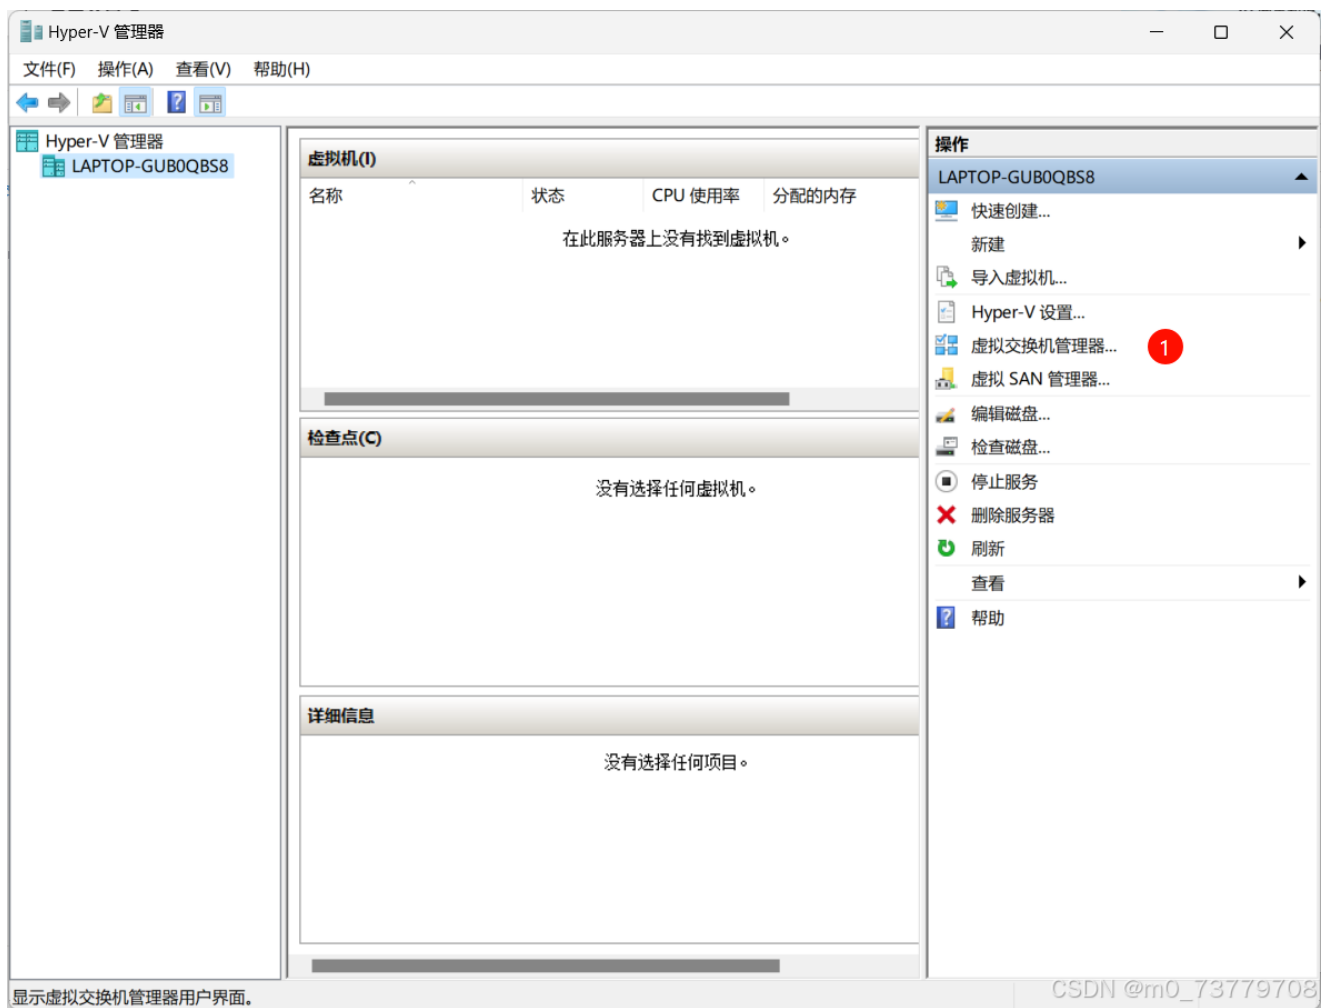 Hyper-V 管理器
文件(F) 操作(A) 查看(V) 帮助(H)
Hyper-V 管理器
LAPTOP-GUB0QBS8
虚拟机(I)
名称 状态 CPU 使用率 分配的内存
在此服务器上没有找到虚拟机。
检查点(C)
没有选择任何虚拟机。
详细信息
没有选择任何项目。
操作
LAPTOP-GUB0QBS8
快速创建...
新建
导入虚拟机...
Hyper-V 设置...
虚拟交换机管理器... 1
虚拟 SAN 管理器...
编辑磁盘...
检查磁盘...
停止服务
删除服务器
刷新
查看
帮助
显示虚拟交换机管理器用户界面。
CSDN @m0_73779708